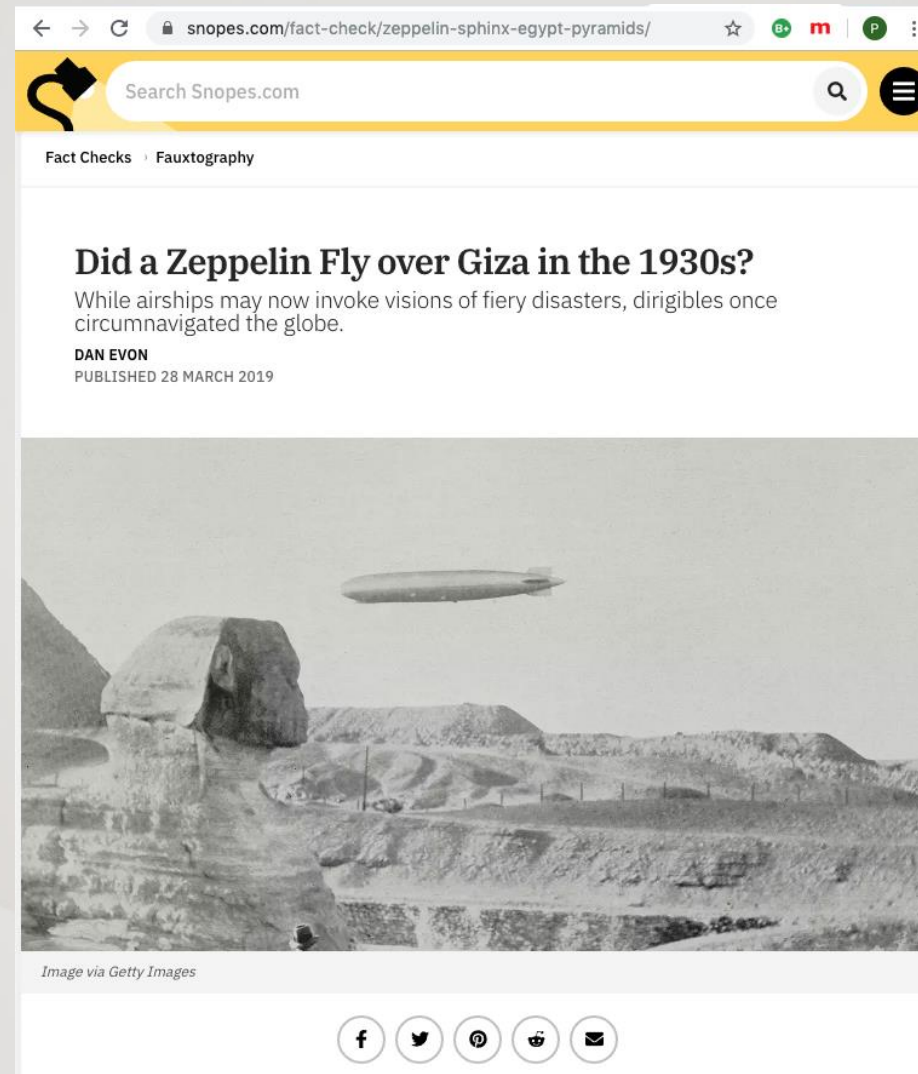 snopes.com/fact-check/zeppelin-sphinx-egypt-pyramids/
B+
m
P
Search Snopes.com
Fact Checks › Fauxtography
Did a Zeppelin Fly over Giza in the 1930s?
While airships may now invoke visions of fiery disasters, dirigibles once
circumnavigated the globe.
DAN EVON
PUBLISHED 28 MARCH 2019
Image via Getty Images